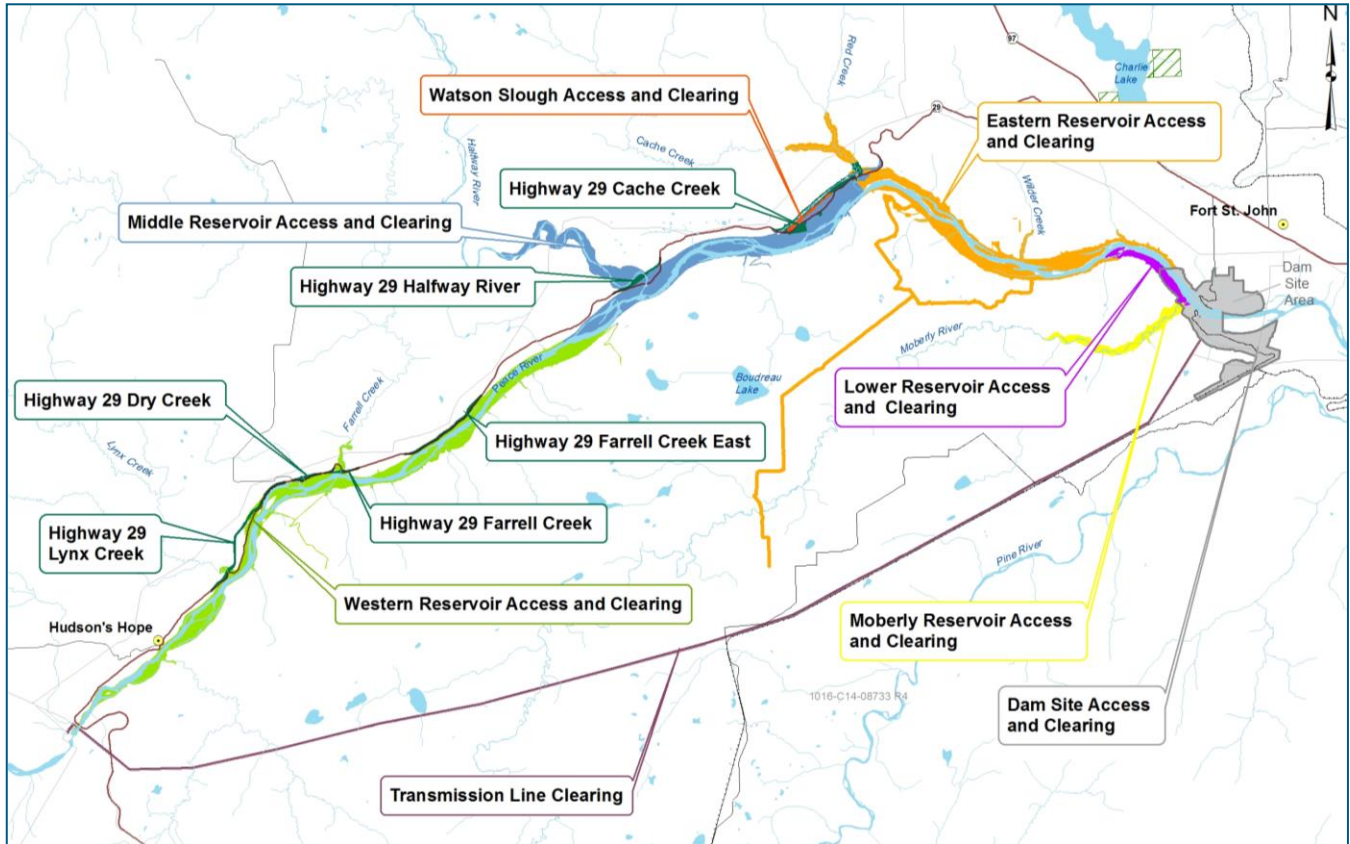 N
97
Red Creek
Charlie
Lake
Watson Slough Access and Clearing
29
Eastern Reservoir Access
and Clearing
Halfway River
Cache Creek
Highway 29 Cache Creek
Wilder Creek
Fort St. John
Middle Reservoir Access and Clearing
Highway 29 Halfway River
Dam
Site
Area
Moberly River
Peace River
Boudreau
Lake
Lower Reservoir Access
and Clearing
Highway 29 Dry Creek
Farrell Creek
Highway 29 Farrell Creek East
Lynx Creek
Highway 29
Lynx Creek
Highway 29 Farrell Creek
Pine River
Western Reservoir Access and Clearing
Hudson's Hope
Moberly Reservoir Access
and Clearing
1016-C14-08733 R4
Dam Site Access
and Clearing
Transmission Line Clearing